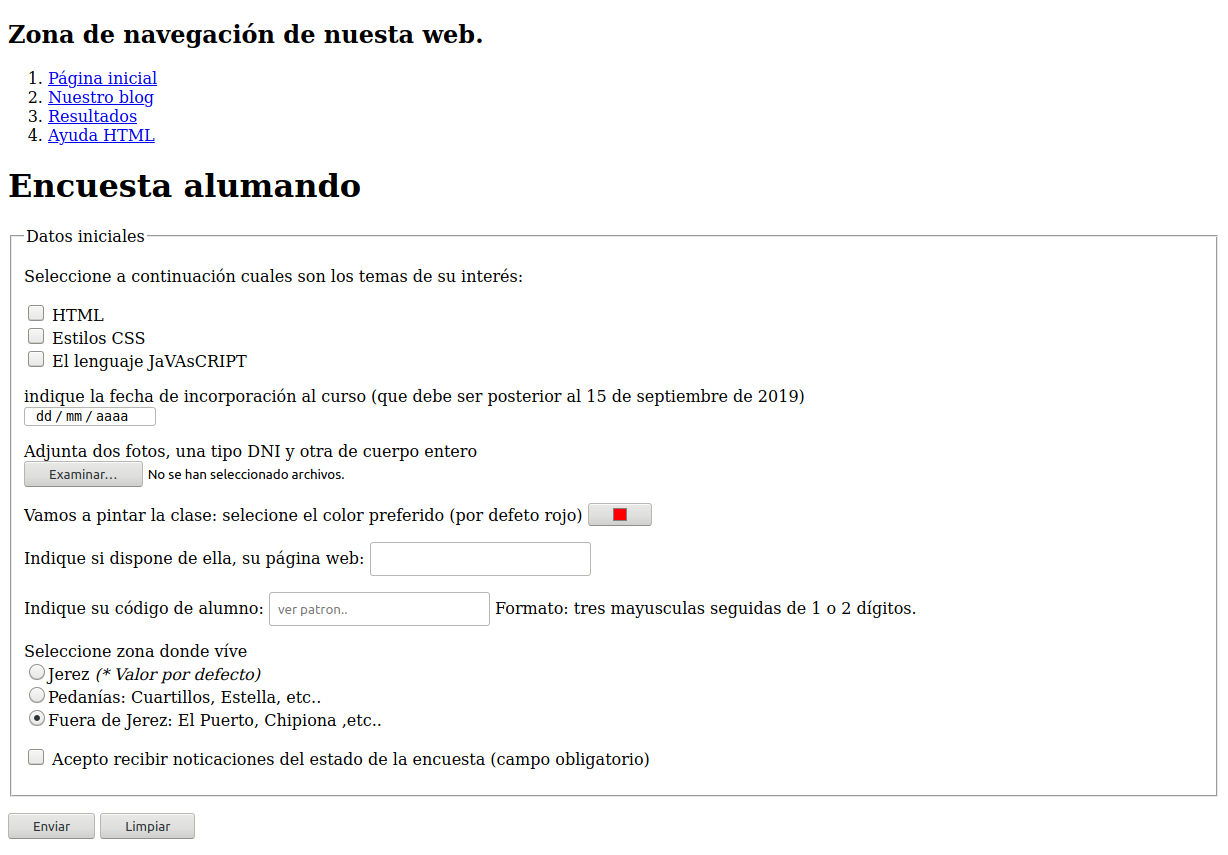 Zona de navegación de nuesta web.
1. Página inicial
2. Nuestro blog
3. Resultados
4. Ayuda HTML
Encuesta alumando
Datos iniciales
Seleccione a continuación cuales son los temas de su interés:
HTML
Estilos CSS
El lenguaje JaVAsCRIPT
indique la fecha de incorporación al curso (que debe ser posterior al 15 de septiembre de 2019)
dd / mm / aaaa
Adjunta dos fotos, una tipo DNI y otra de cuerpo entero
Examinar... No se han seleccionado archivos.
Vamos a pintar la clase: selecione el color preferido (por defeto rojo)
Indique si dispone de ella, su página web:
Indique su código de alumno: ver patron.. Formato: tres mayusculas seguidas de 1 o 2 dígitos.
Seleccione zona donde víve
Jerez (* Valor por defecto)
Pedanías: Cuartillos, Estella, etc..
Fuera de Jerez: El Puerto, Chipiona ,etc..
Acepto recibir noticaciones del estado de la encuesta (campo obligatorio)
Enviar Limpiar